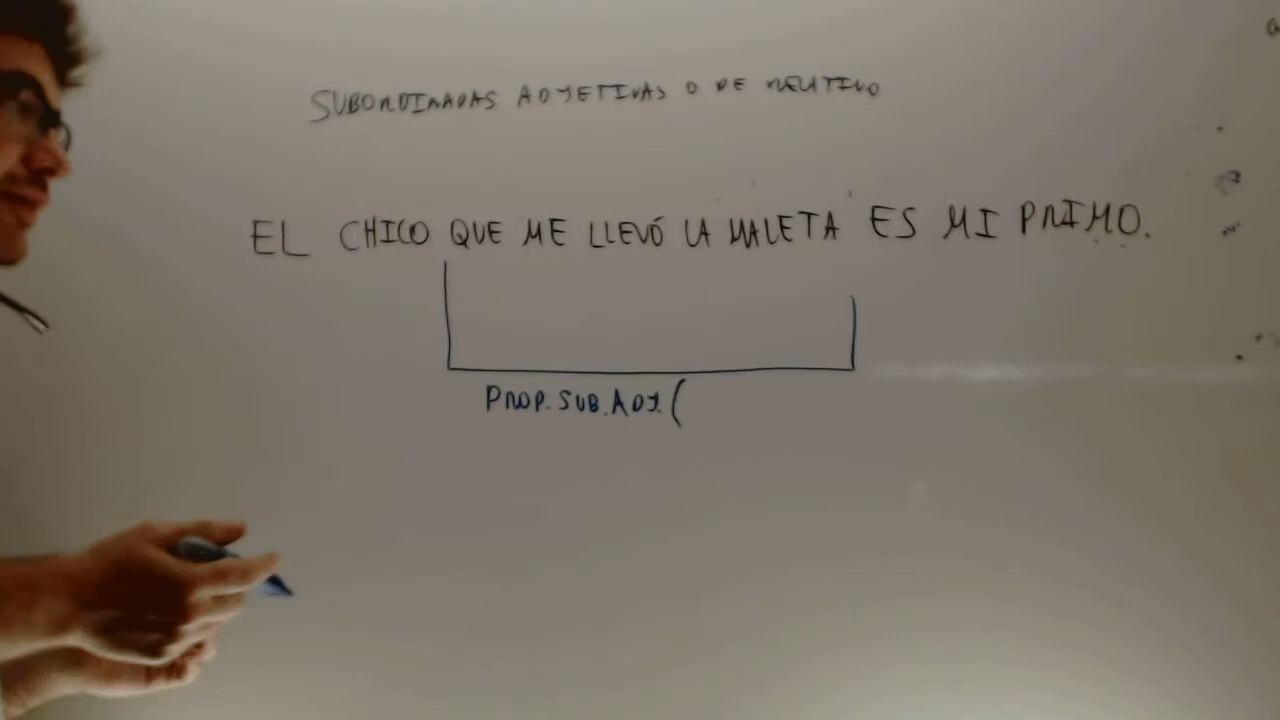 SUBORDINADAS ADJETIVAS O DE RELATIVO
EL CHICO QUE ME LLEVÓ LA MALETA ES MI PRIMO.
PROP. SUB. ADJ. (